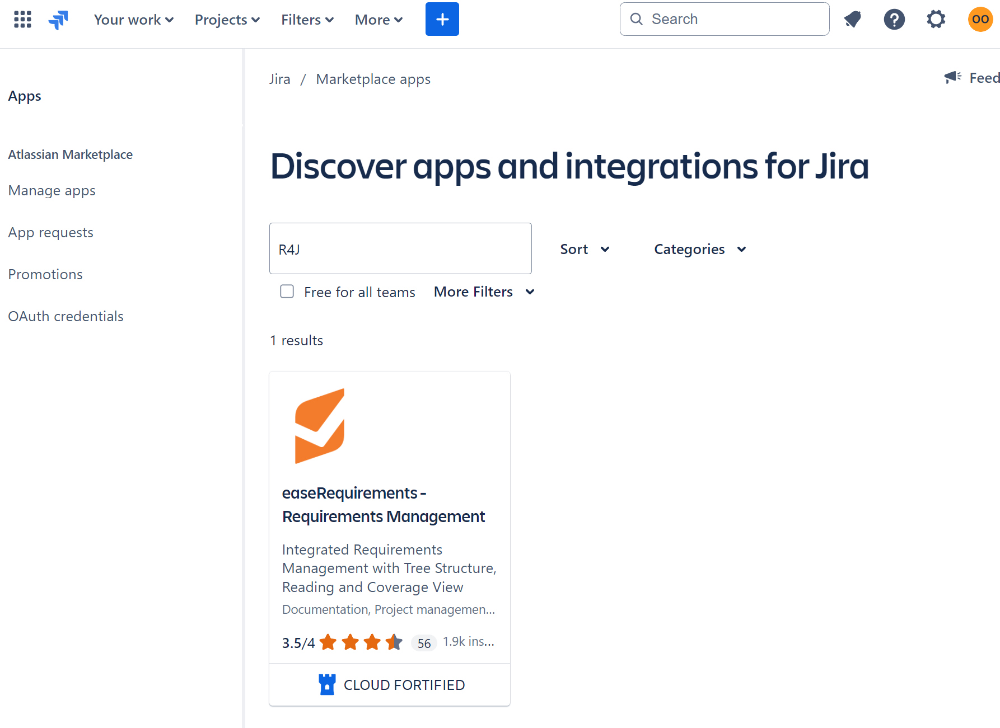 Your work Projects Filters More Search OO
Jira / Marketplace apps Feed
Apps
Atlassian Marketplace
Manage apps
App requests
Promotions
OAuth credentials
Discover apps and integrations for Jira
R4J Sort Categories
Free for all teams More Filters
1 results
easeRequirements -
Requirements Management
Integrated Requirements
Management with Tree Structure,
Reading and Coverage View
Documentation, Project managemen...
3.5/4 56 1.9k ins...
CLOUD FORTIFIED